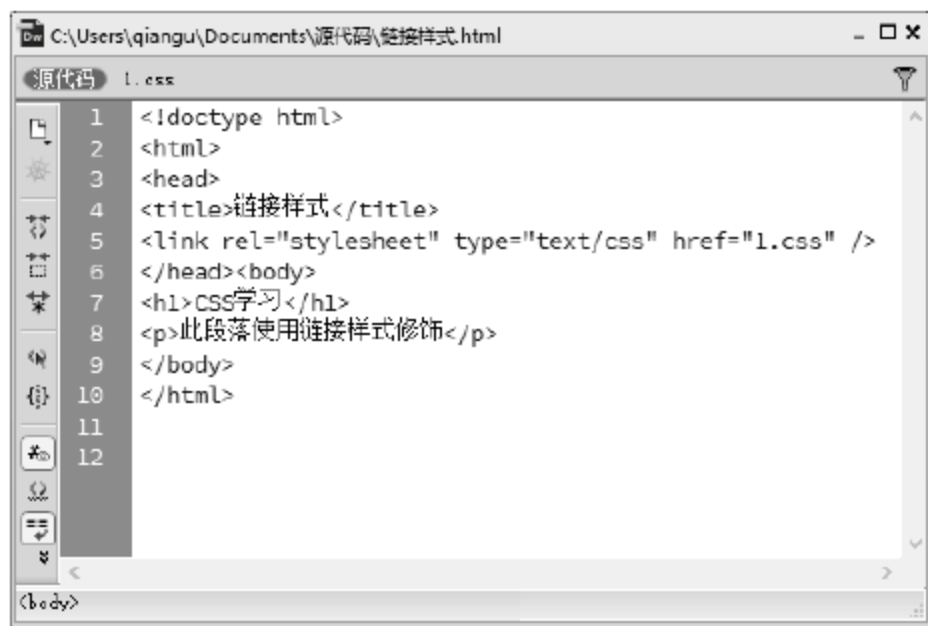 Dw C:\Users\qiangu\Documents\源代码\链接样式.html
源代码 1.css
1 <!doctype html>
2 <html>
3 <head>
4 <title>链接样式</title>
5 <link rel="stylesheet" type="text/css" href="1.css" />
6 </head><body>
7 <h1>CSS学习</h1>
8 <p>此段落使用链接样式修饰</p>
9 </body>
10 </html>
11
12
<body>